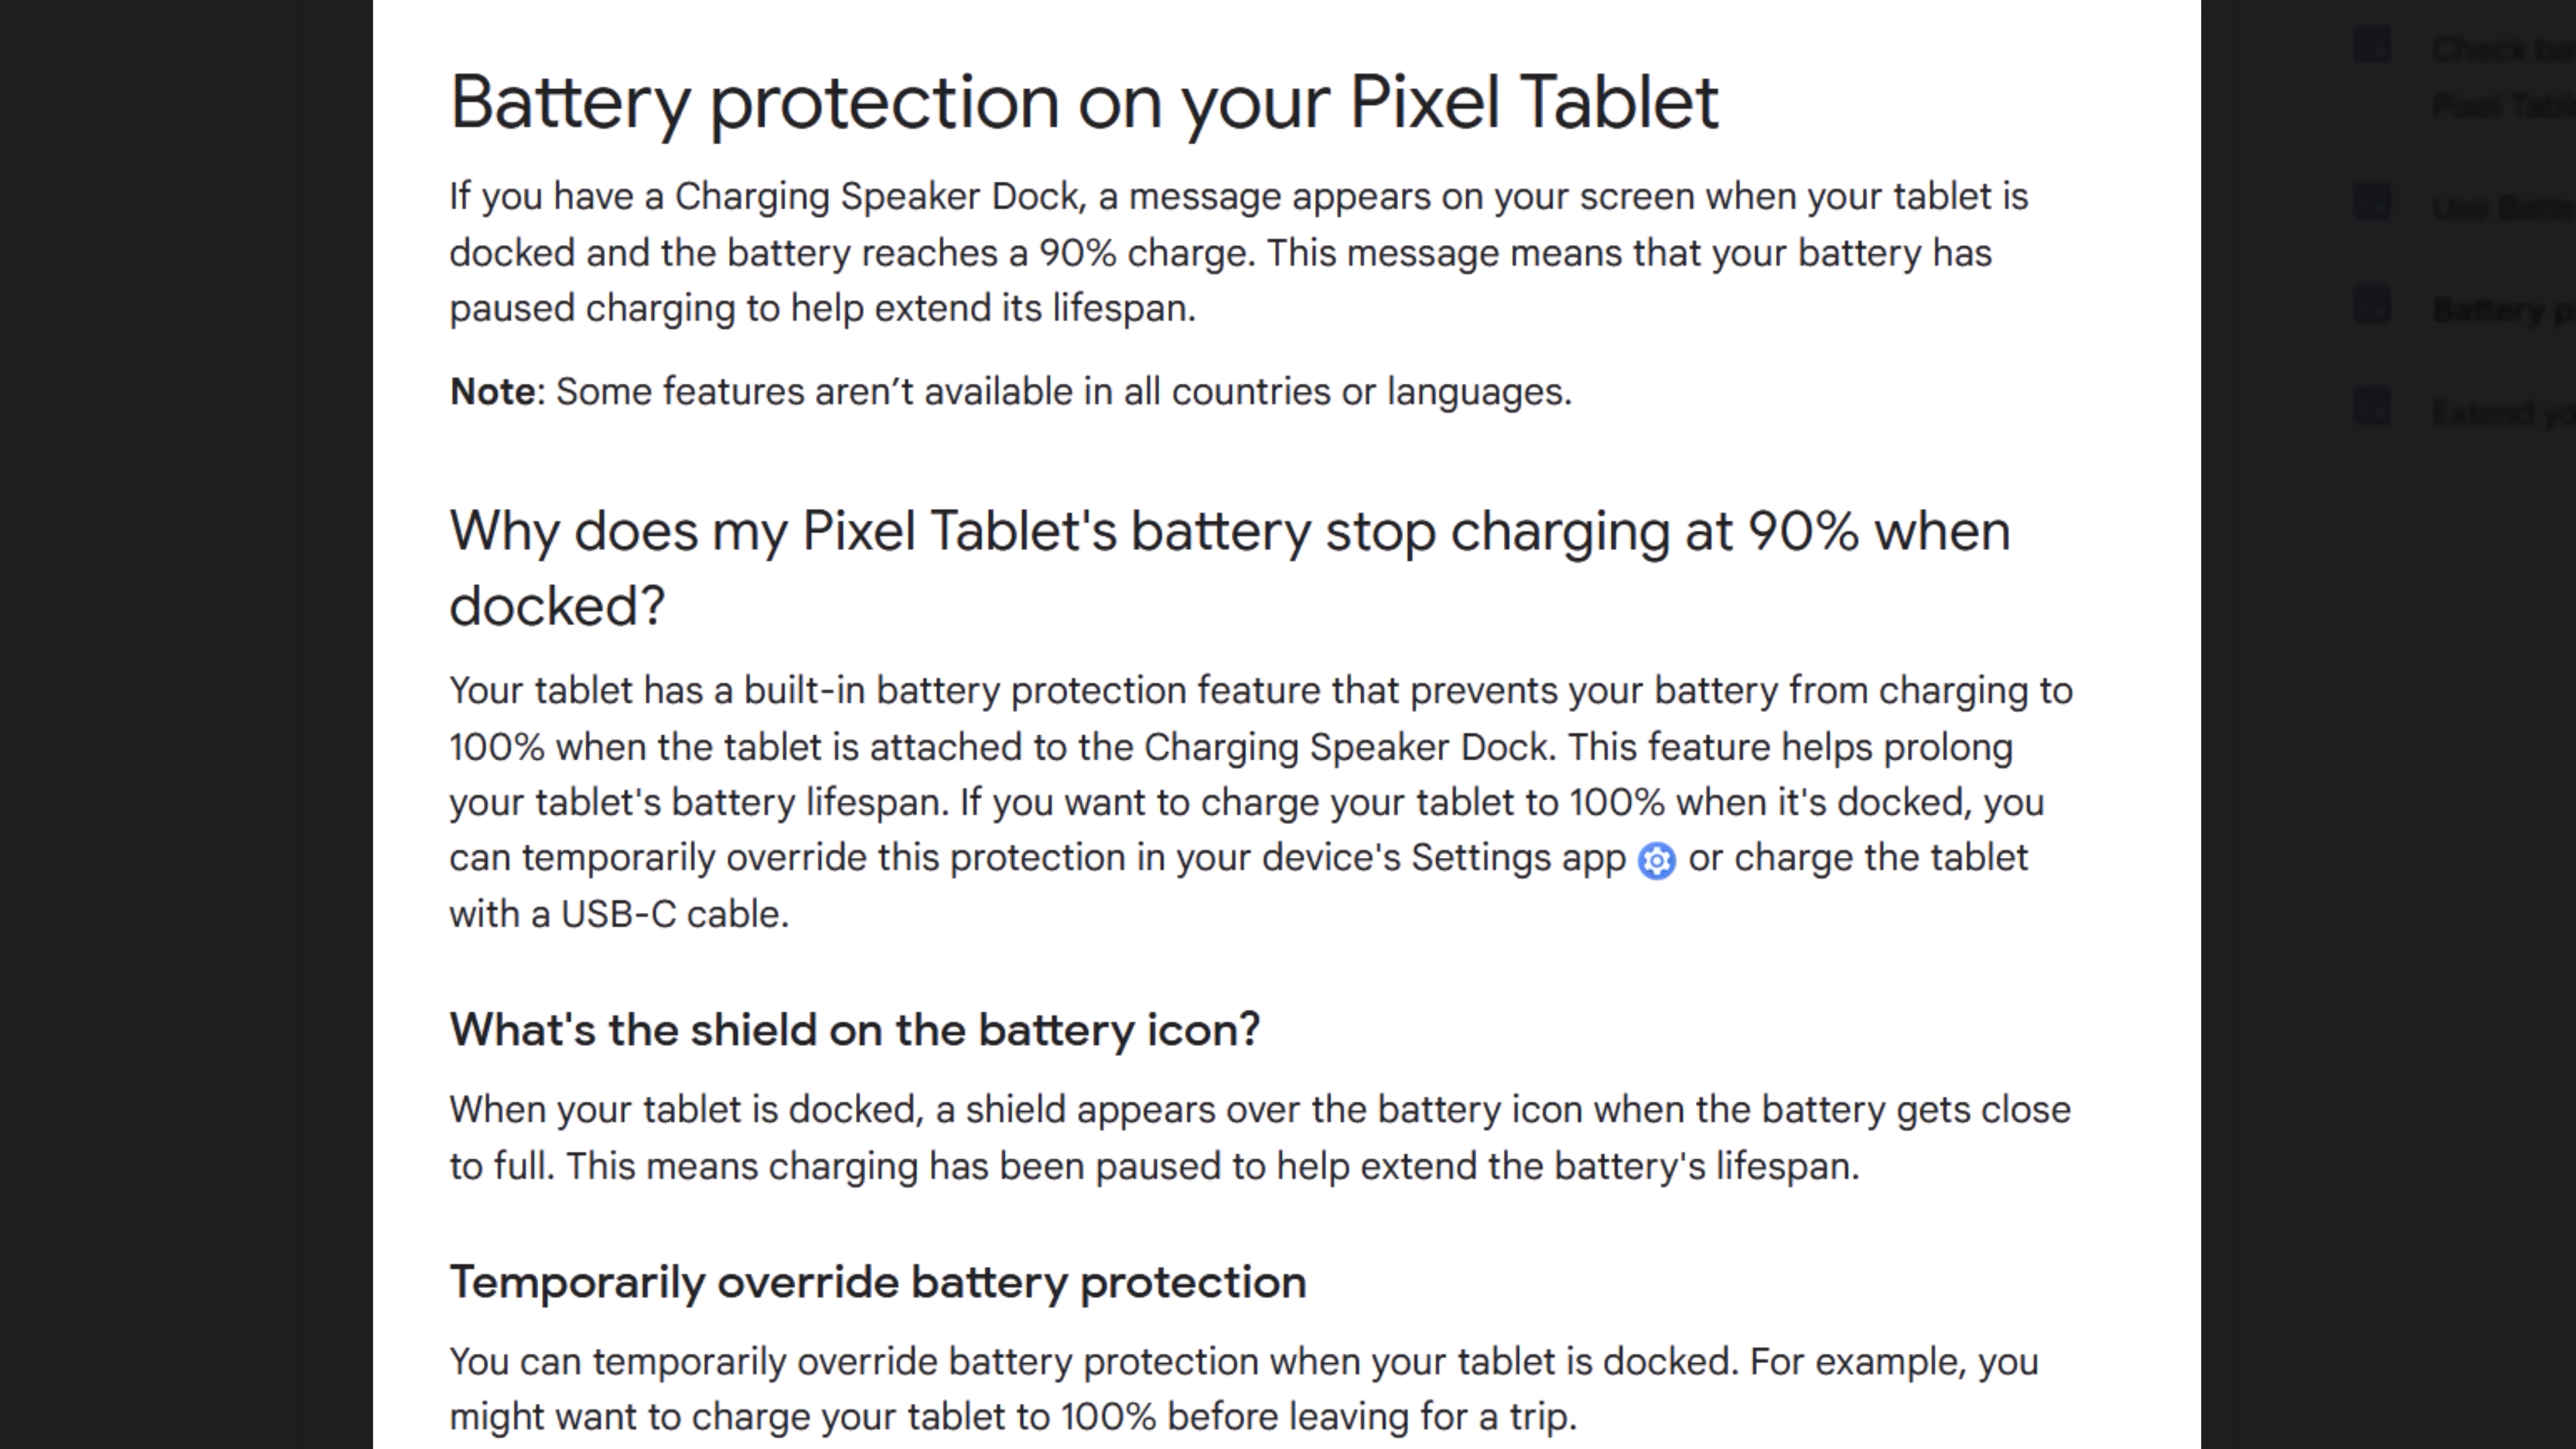 Battery protection on your Pixel Tablet
If you have a Charging Speaker Dock, a message appears on your screen when your tablet is
docked and the battery reaches a 90% charge. This message means that your battery has
paused charging to help extend its lifespan.
Note: Some features aren’t available in all countries or languages.
Why does my Pixel Tablet's battery stop charging at 90% when
docked?
Your tablet has a built-in battery protection feature that prevents your battery from charging to
100% when the tablet is attached to the Charging Speaker Dock. This feature helps prolong
your tablet's battery lifespan. If you want to charge your tablet to 100% when it's docked, you
can temporarily override this protection in your device's Settings app or charge the tablet
with a USB-C cable.
What's the shield on the battery icon?
When your tablet is docked, a shield appears over the battery icon when the battery gets close
to full. This means charging has been paused to help extend the battery's lifespan.
Temporarily override battery protection
You can temporarily override battery protection when your tablet is docked. For example, you
might want to charge your tablet to 100% before leaving for a trip.
Check
Pixel
Use
Battery
Extend